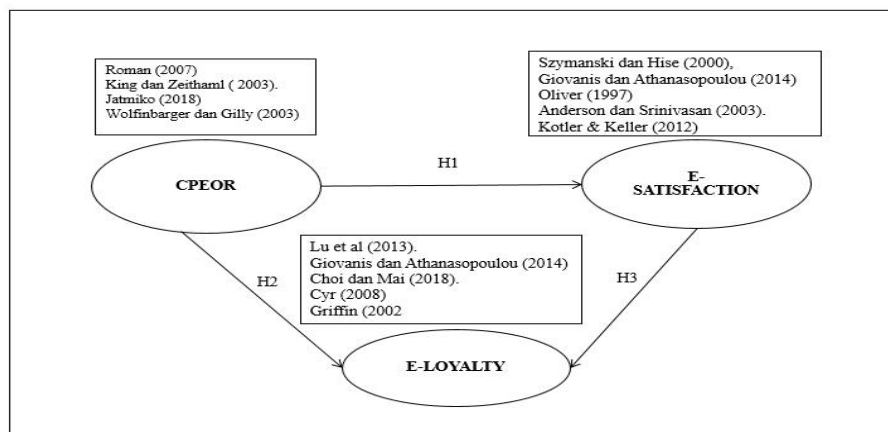 Roman (2007)
King dan Zeithaml ( 2003).
Jatmiko (2018)
Wolfinbarger dan Gilly (2003)
Szymanski dan Hise (2000),
Giovanis dan Athanasopoulou (2014)
Oliver (1997)
Anderson dan Srinivasan (2003).
Kotler & Keller (2012)
CPEOR
H1
E-
SATISFACTION
Lu et al (2013).
Giovanis dan Athanasopoulou (2014)
Choi dan Mai (2018).
Cyr (2008)
Griffin (2002
H2
H3
E-LOYALTY